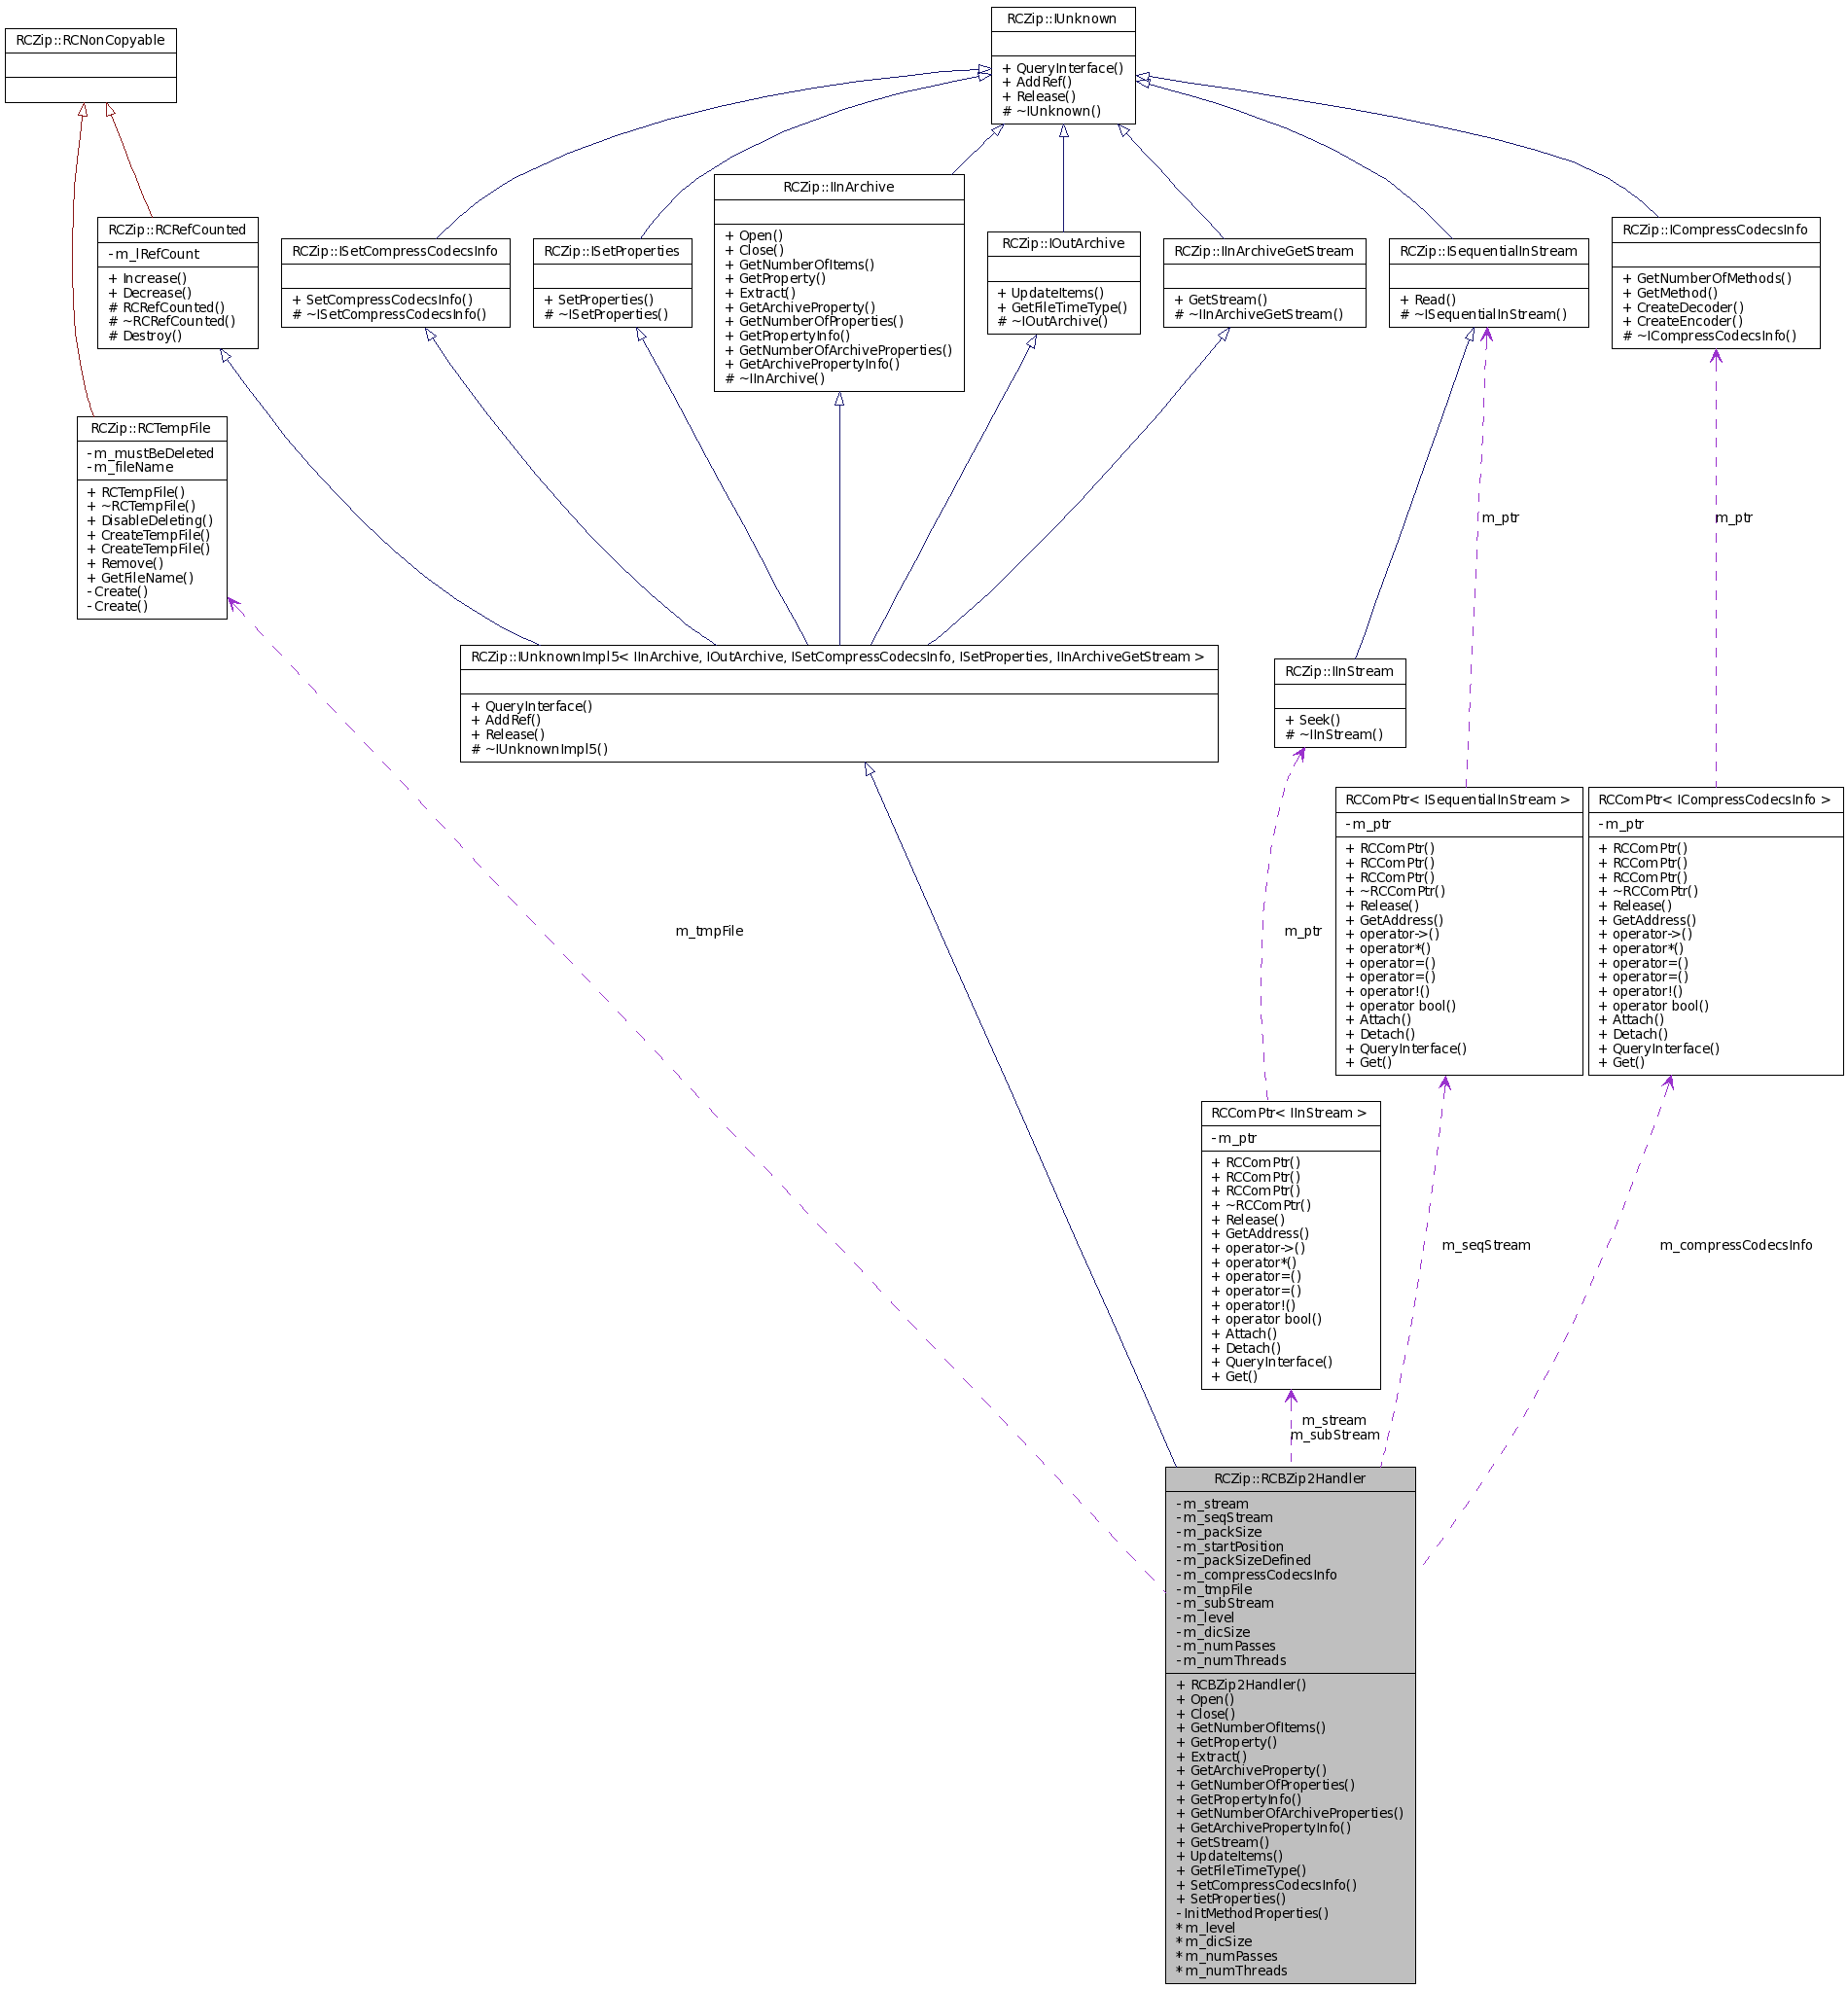 RCZip::IUnknown
+ QueryInterface()
+ AddRef()
+ Release()
# ~IUnknown()
RCZip::RCNonCopyable
RCZip::RCRefCounted
- m_lRefCount
+ Increase()
+ Decrease()
# RCRefCounted()
# ~RCRefCounted()
# Destroy()
RCZip::ISetCompressCodecsInfo
+ SetCompressCodecsInfo()
# ~ISetCompressCodecsInfo()
RCZip::ISetProperties
+ SetProperties()
# ~ISetProperties()
RCZip::IInArchive
+ Open()
+ Close()
+ GetNumberOfItems()
+ GetProperty()
+ Extract()
+ GetArchiveProperty()
+ GetNumberOfProperties()
+ GetPropertyInfo()
+ GetNumberOfArchiveProperties()
+ GetArchivePropertyInfo()
# ~IInArchive()
RCZip::IOutArchive
+ UpdateItems()
+ GetFileTimeType()
# ~IOutArchive()
RCZip::IInArchiveGetStream
+ GetStream()
# ~IInArchiveGetStream()
RCZip::ISequentialInStream
+ Read()
# ~ISequentialInStream()
RCZip::ICompressCodecsInfo
+ GetNumberOfMethods()
+ GetMethod()
+ CreateDecoder()
+ CreateEncoder()
# ~ICompressCodecsInfo()
RCZip::RCTempFile
- m_mustBeDeleted
- m_fileName
+ RCTempFile()
+ ~RCTempFile()
+ DisableDeleting()
+ CreateTempFile()
+ CreateTempFile()
+ Remove()
+ GetFileName()
- Create()
- Create()
m_ptr
m_ptr
RCZip::IUnknownImpl5< IInArchive, IOutArchive, ISetCompressCodecsInfo, ISetProperties, IInArchiveGetStream >
+ QueryInterface()
+ AddRef()
+ Release()
# ~IUnknownImpl5()
RCZip::IInStream
+ Seek()
# ~IInStream()
RCComPtr< ISequentialInStream >
- m_ptr
+ RCComPtr()
+ RCComPtr()
+ RCComPtr()
+ ~RCComPtr()
+ Release()
+ GetAddress()
+ operator->()
+ operator*()
+ operator=()
+ operator=()
+ operator!()
+ operator bool()
+ Attach()
+ Detach()
+ QueryInterface()
+ Get()
RCComPtr< ICompressCodecsInfo >
- m_ptr
+ RCComPtr()
+ RCComPtr()
+ RCComPtr()
+ ~RCComPtr()
+ Release()
+ GetAddress()
+ operator->()
+ operator*()
+ operator=()
+ operator=()
+ operator!()
+ operator bool()
+ Attach()
+ Detach()
+ QueryInterface()
+ Get()
m_tmpFile
m_ptr
RCComPtr< IInStream >
- m_ptr
+ RCComPtr()
+ RCComPtr()
+ RCComPtr()
+ ~RCComPtr()
+ Release()
+ GetAddress()
+ operator->()
+ operator*()
+ operator=()
+ operator=()
+ operator!()
+ operator bool()
+ Attach()
+ Detach()
+ QueryInterface()
+ Get()
m_seqStream
m_compressCodecsInfo
m_stream
m_subStream
RCZip::RCBZip2Handler
- m_stream
- m_seqStream
- m_packSize
- m_startPosition
- m_packSizeDefined
- m_compressCodecsInfo
- m_tmpFile
- m_subStream
- m_level
- m_dicSize
- m_numPasses
- m_numThreads
+ RCBZip2Handler()
+ Open()
+ Close()
+ GetNumberOfItems()
+ GetProperty()
+ Extract()
+ GetArchiveProperty()
+ GetNumberOfProperties()
+ GetPropertyInfo()
+ GetNumberOfArchiveProperties()
+ GetArchivePropertyInfo()
+ GetStream()
+ UpdateItems()
+ GetFileTimeType()
+ SetCompressCodecsInfo()
+ SetProperties()
- InitMethodProperties()
* m_level
* m_dicSize
* m_numPasses
* m_numThreads